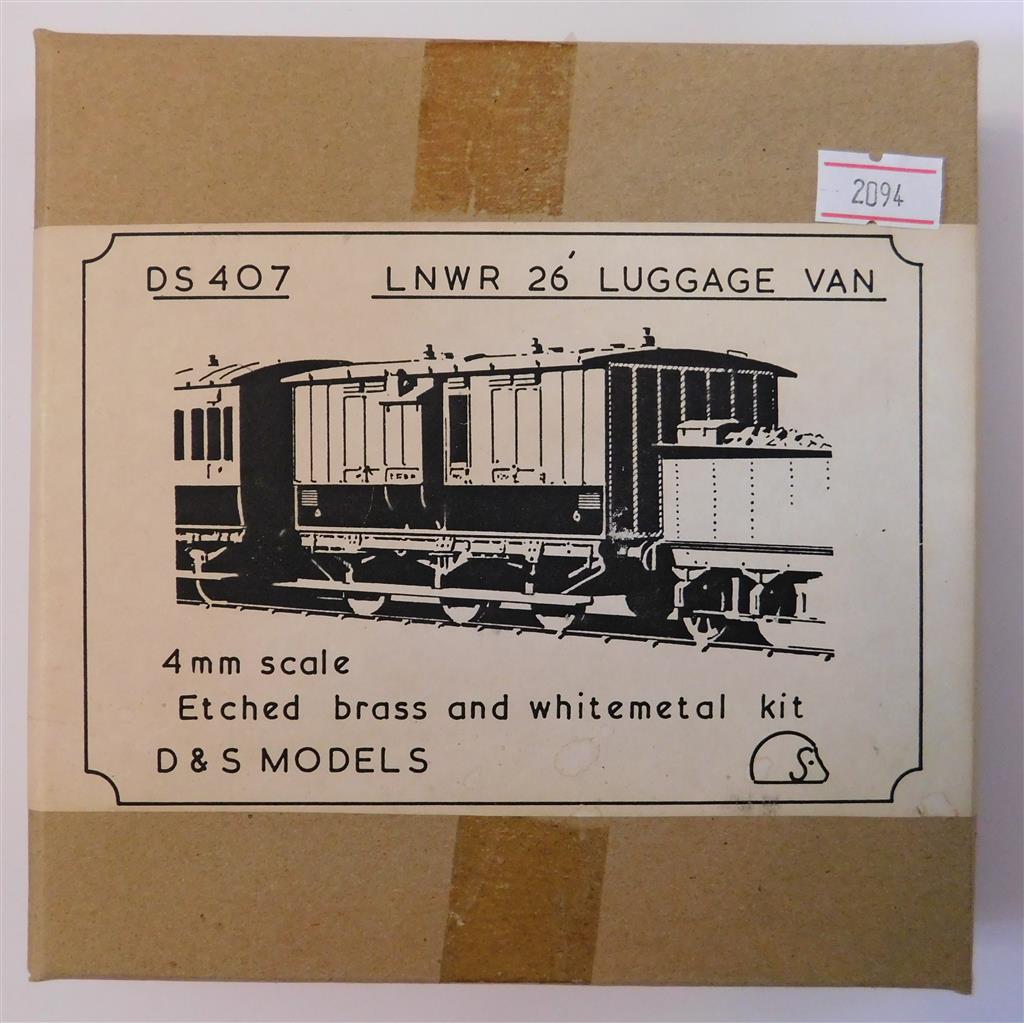 2094
DS 407 LNWR 26' LUGGAGE VAN
4mm scale
Etched brass and whitemetal kit
D & S MODELS
S